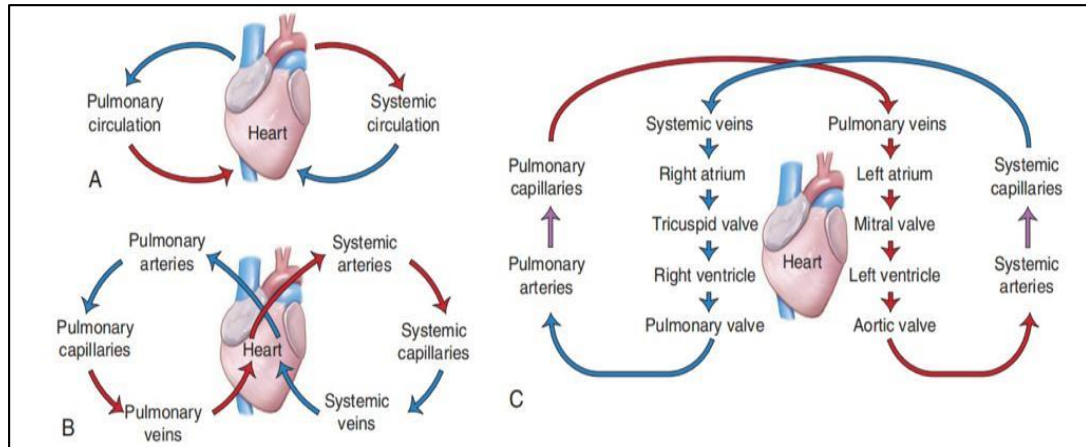 Pulmonary
circulation
Heart
Systemic
circulation
A
Pulmonary
arteries
Systemic
arteries
Pulmonary
capillaries
Heart
Systemic
capillaries
Pulmonary
veins
Systemic
veins
B
Systemic veins
Right atrium
Tricuspid valve
Right ventricle
Pulmonary valve
Pulmonary veins
Left atrium
Mitral valve
Left ventricle
Aortic valve
Pulmonary
capillaries
Pulmonary
arteries
Heart
Systemic
capillaries
Systemic
arteries
C